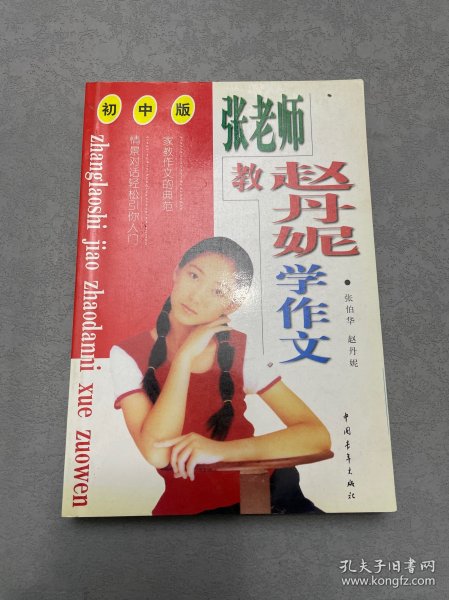 初中版
张老师
教
赵丹妮
学作文
家教作文的典范
情景对话轻松引你入门
zhanglaoshi jiao zhaodanni xue zuowen
张伯华 赵丹妮
中国青年出版社
孔夫子旧书网
www.kongfz.com